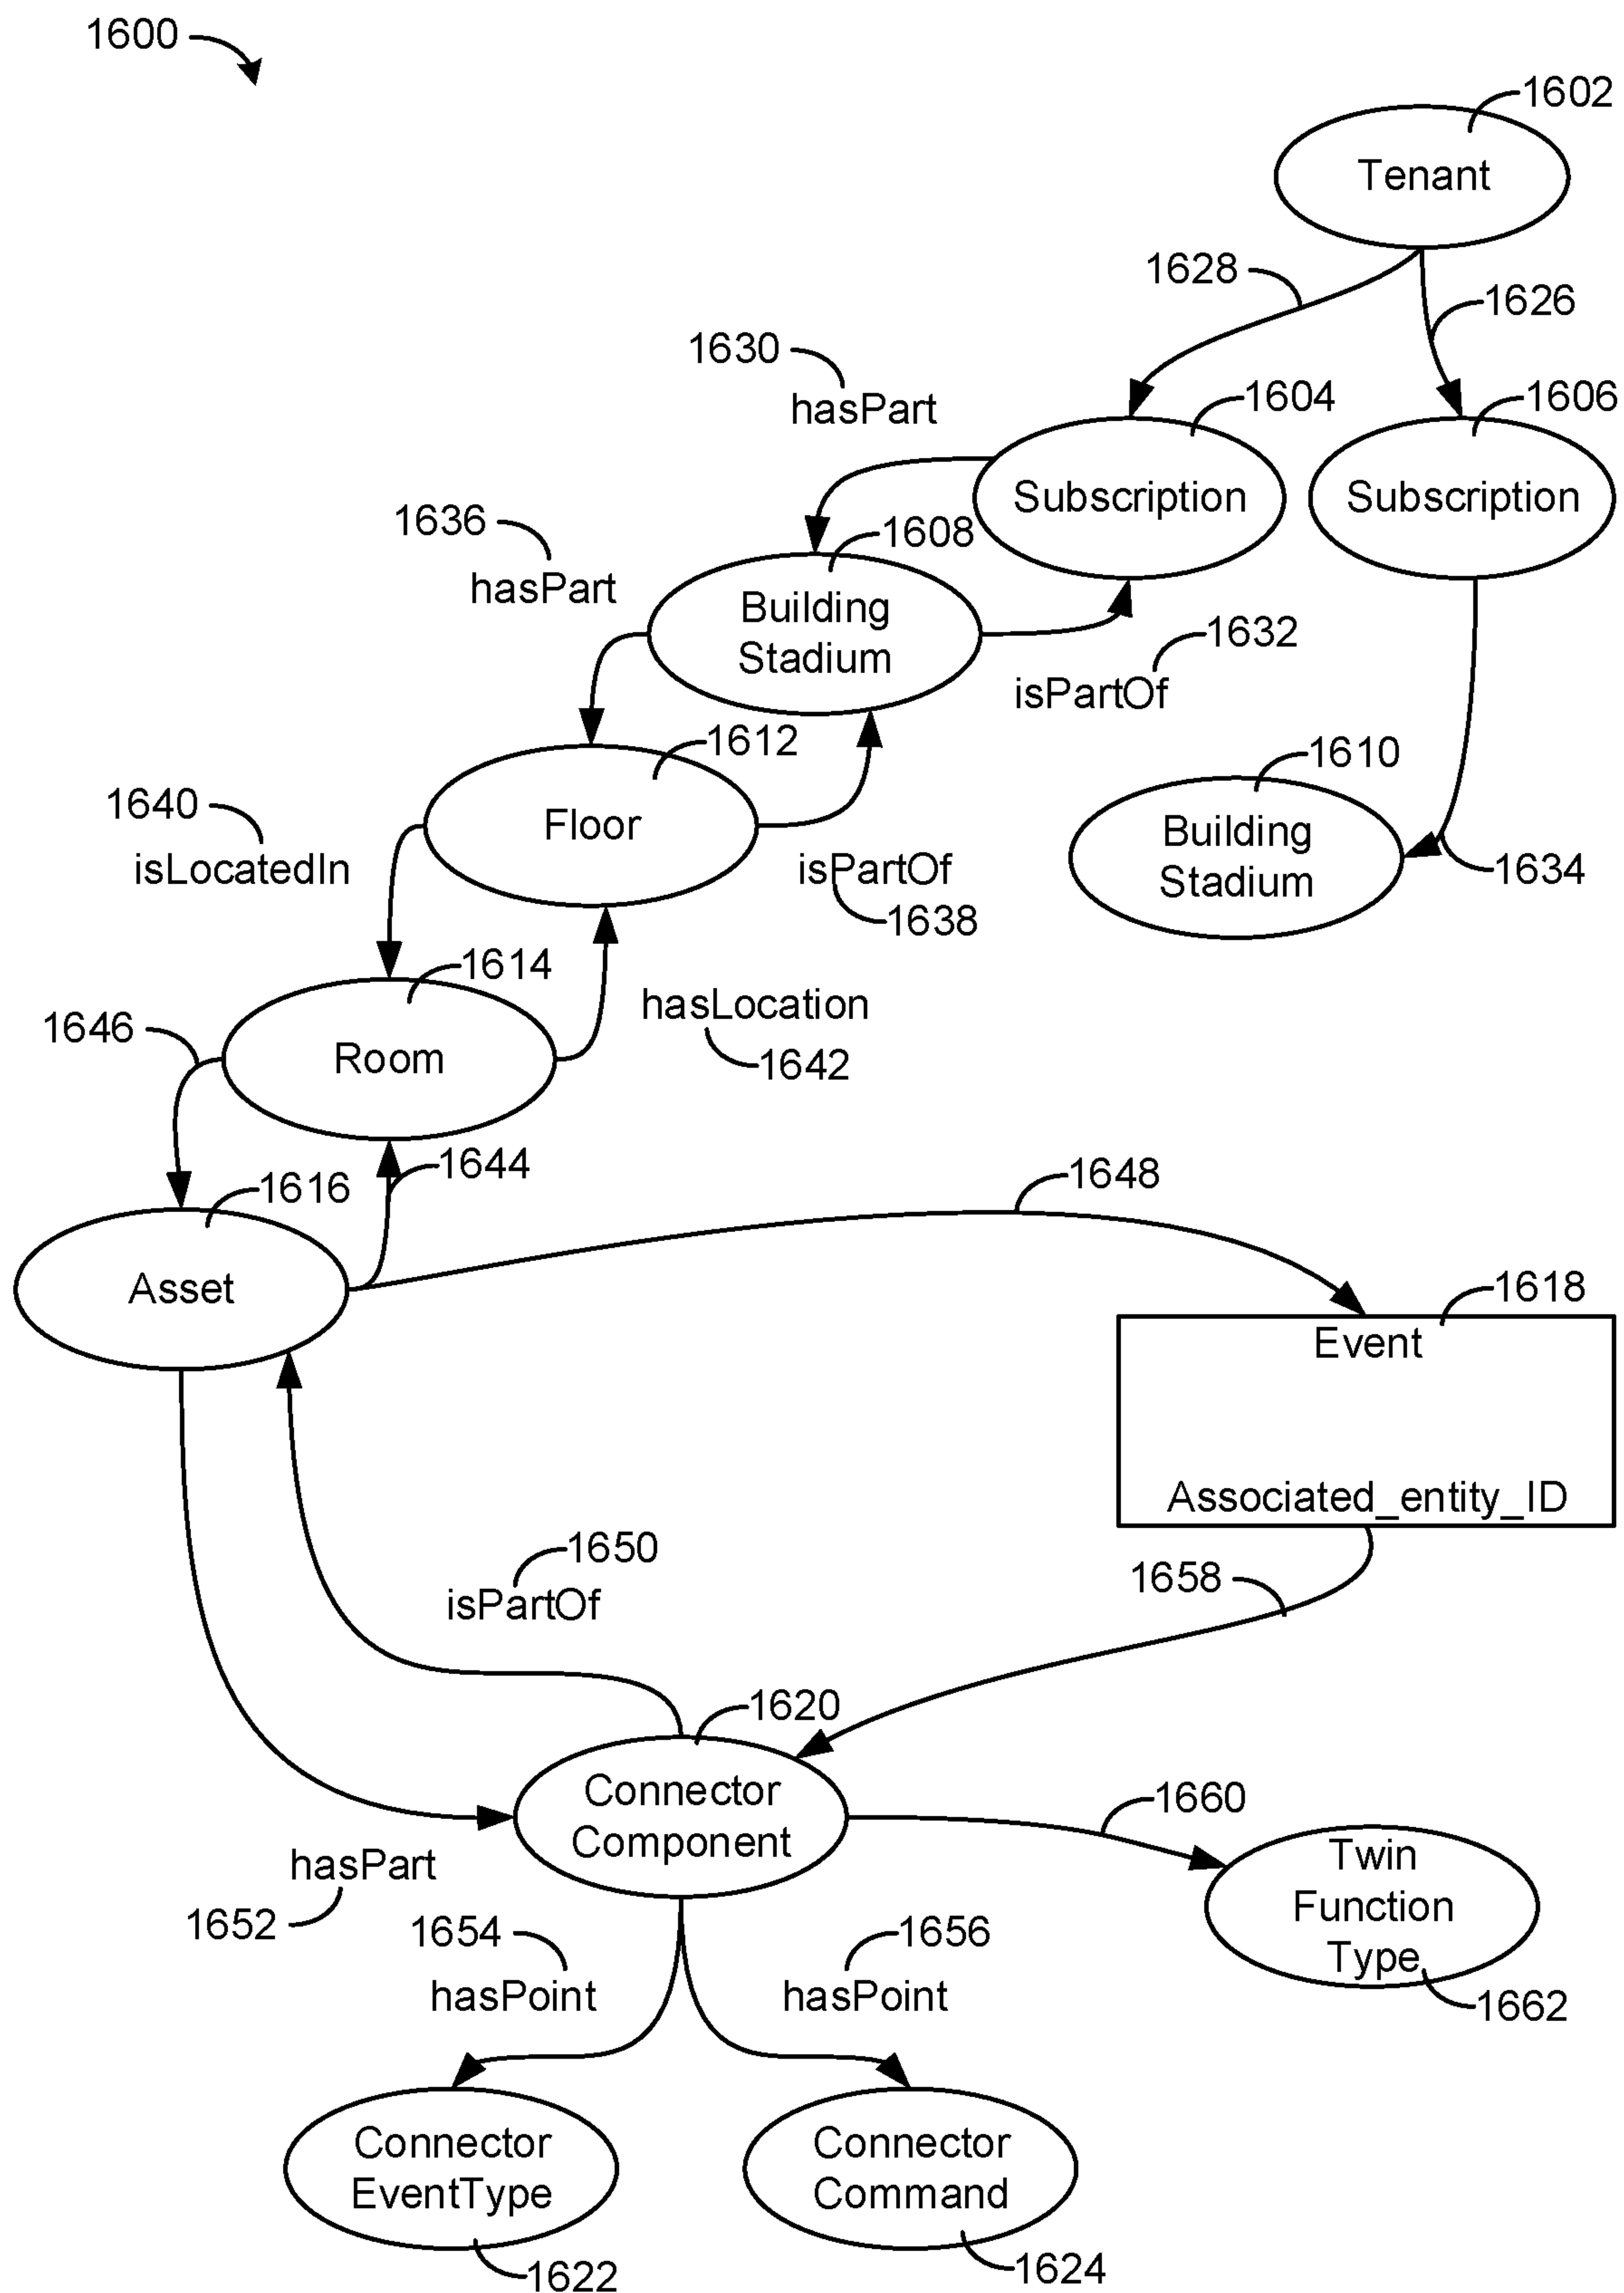 1600
1602
Tenant
1628
1626
1630
hasPart
1604
1606
Subscription
Subscription
1636
hasPart
1608
Building
Stadium
1632
isPartOf
1612
Floor
1610
Building
Stadium
1634
1640
isLocatedIn
isPartOf
1638
1614
Room
hasLocation
1642
1646
1644
1616
Asset
1648
1618
Event
Associated_entity_ID
1650
isPartOf
1658
1620
Connector
Component
1660
Twin
Function
Type
1662
hasPart
1652
1654
hasPoint
1656
hasPoint
Connector
EventType
1622
Connector
Command
1624